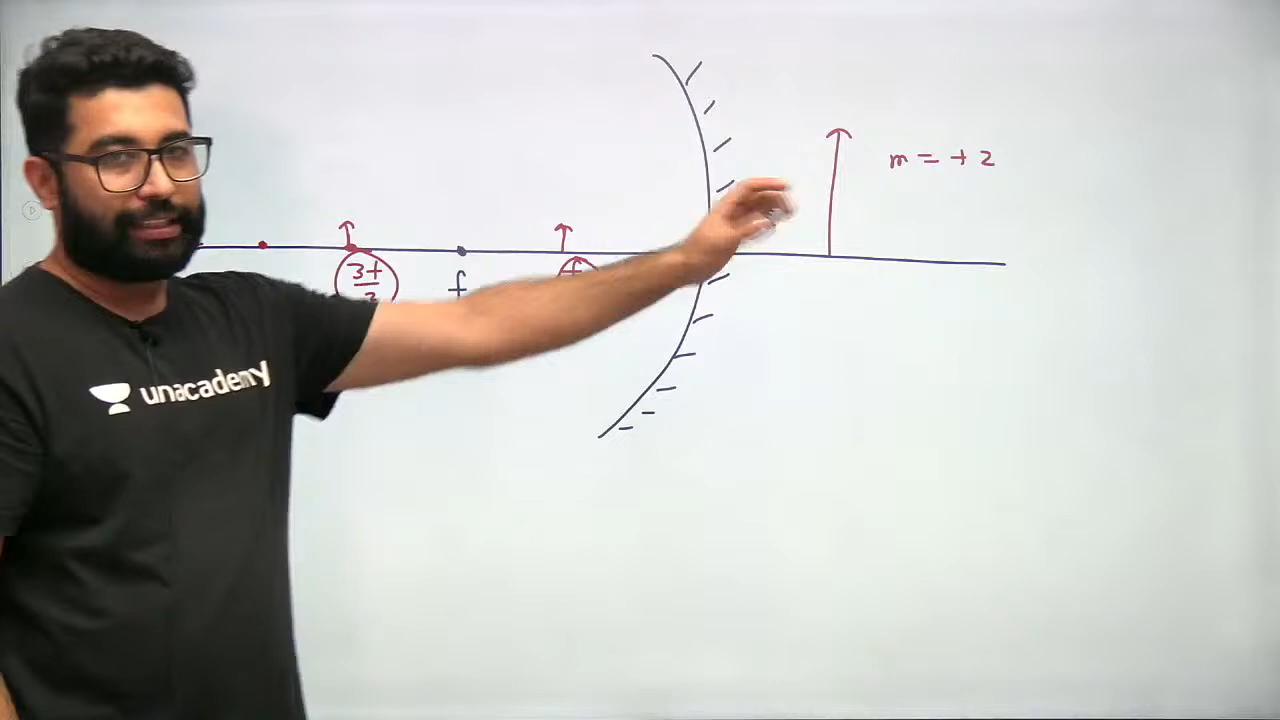 m = + 2
3f
f
f
unacademy